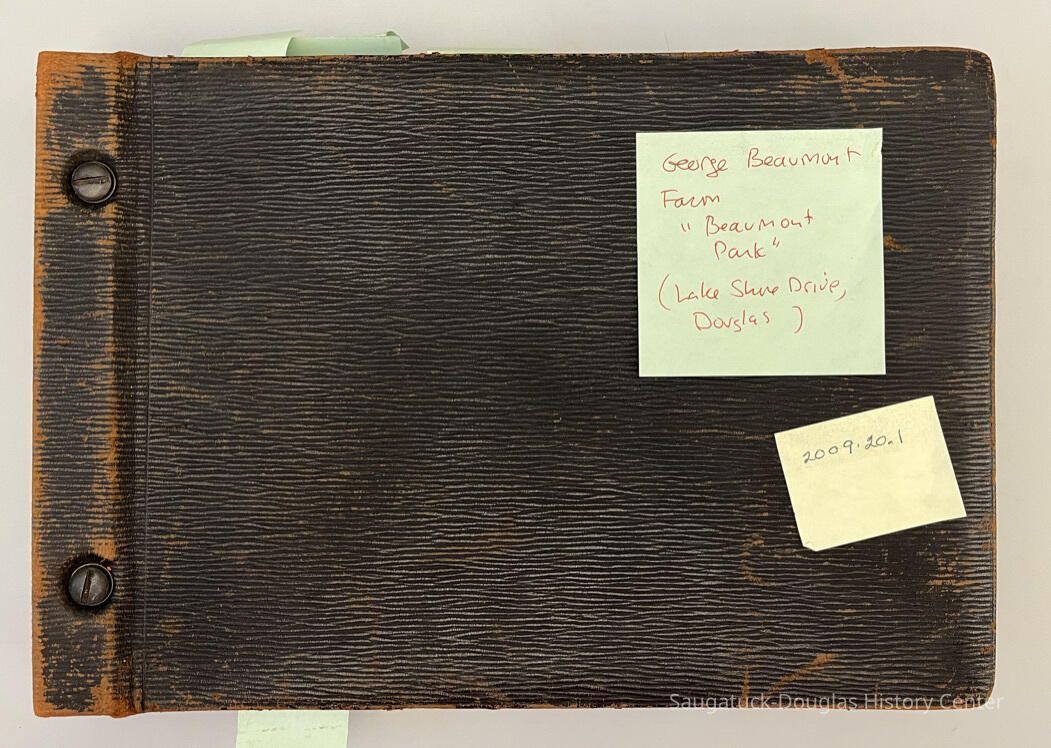 George Beaumont
Farm
"Beaumont
Park"
(Lake Shore Drive,
Douglas )
2009.20.1
Saugatuck-Douglas History Center